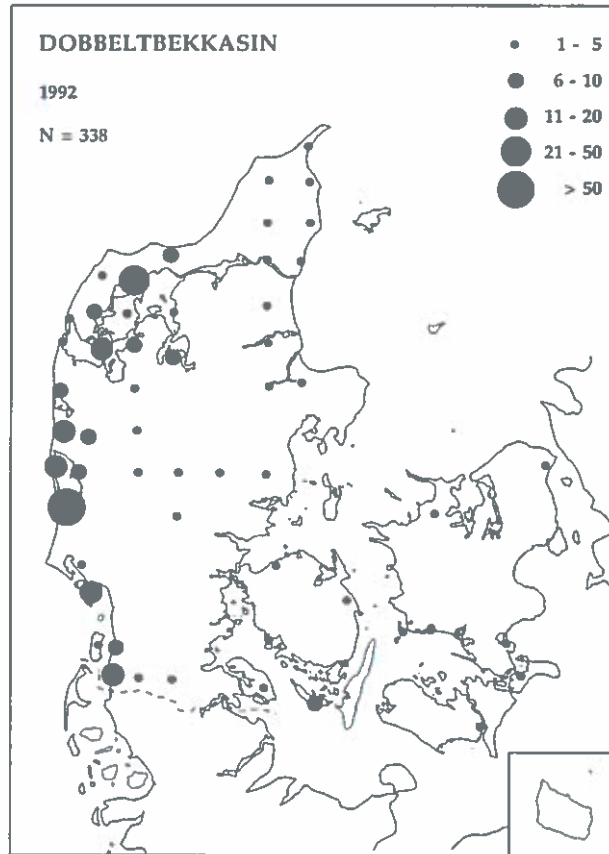 DOBBELTBEKKASIN
1992
N = 338
1 - 5
6 - 10
11 - 20
21 - 50
> 50